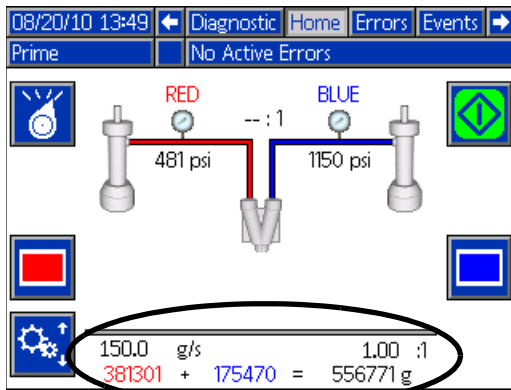 08/20/10 13:49 Diagnostic Home Errors Events
Prime No Active Errors
RED BLUE
-- : 1
481 psi 1150 psi
150.0 g/s 1.00 :1
381301 + 175470 = 556771 g